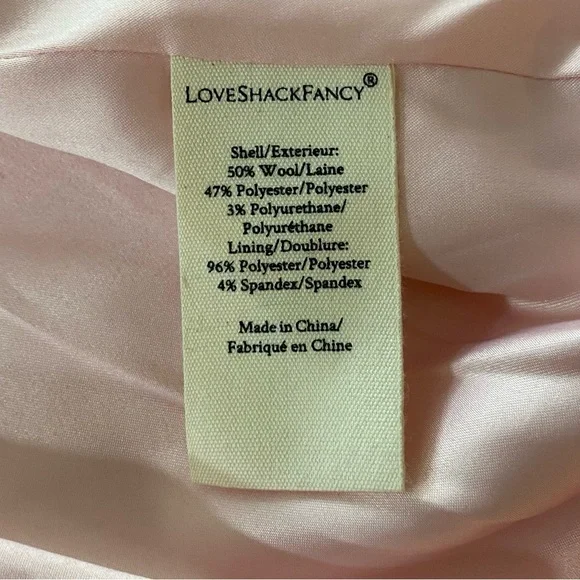 LOVESHACKFANCY®
Shell/Exterieur:
50% Wool/Laine
47% Polyester/Polyester
3% Polyurethane/
Polyuréthane
Lining/Doublure:
96% Polyester/Polyester
4% Spandex/Spandex
Made in China/
Fabriqué en Chine